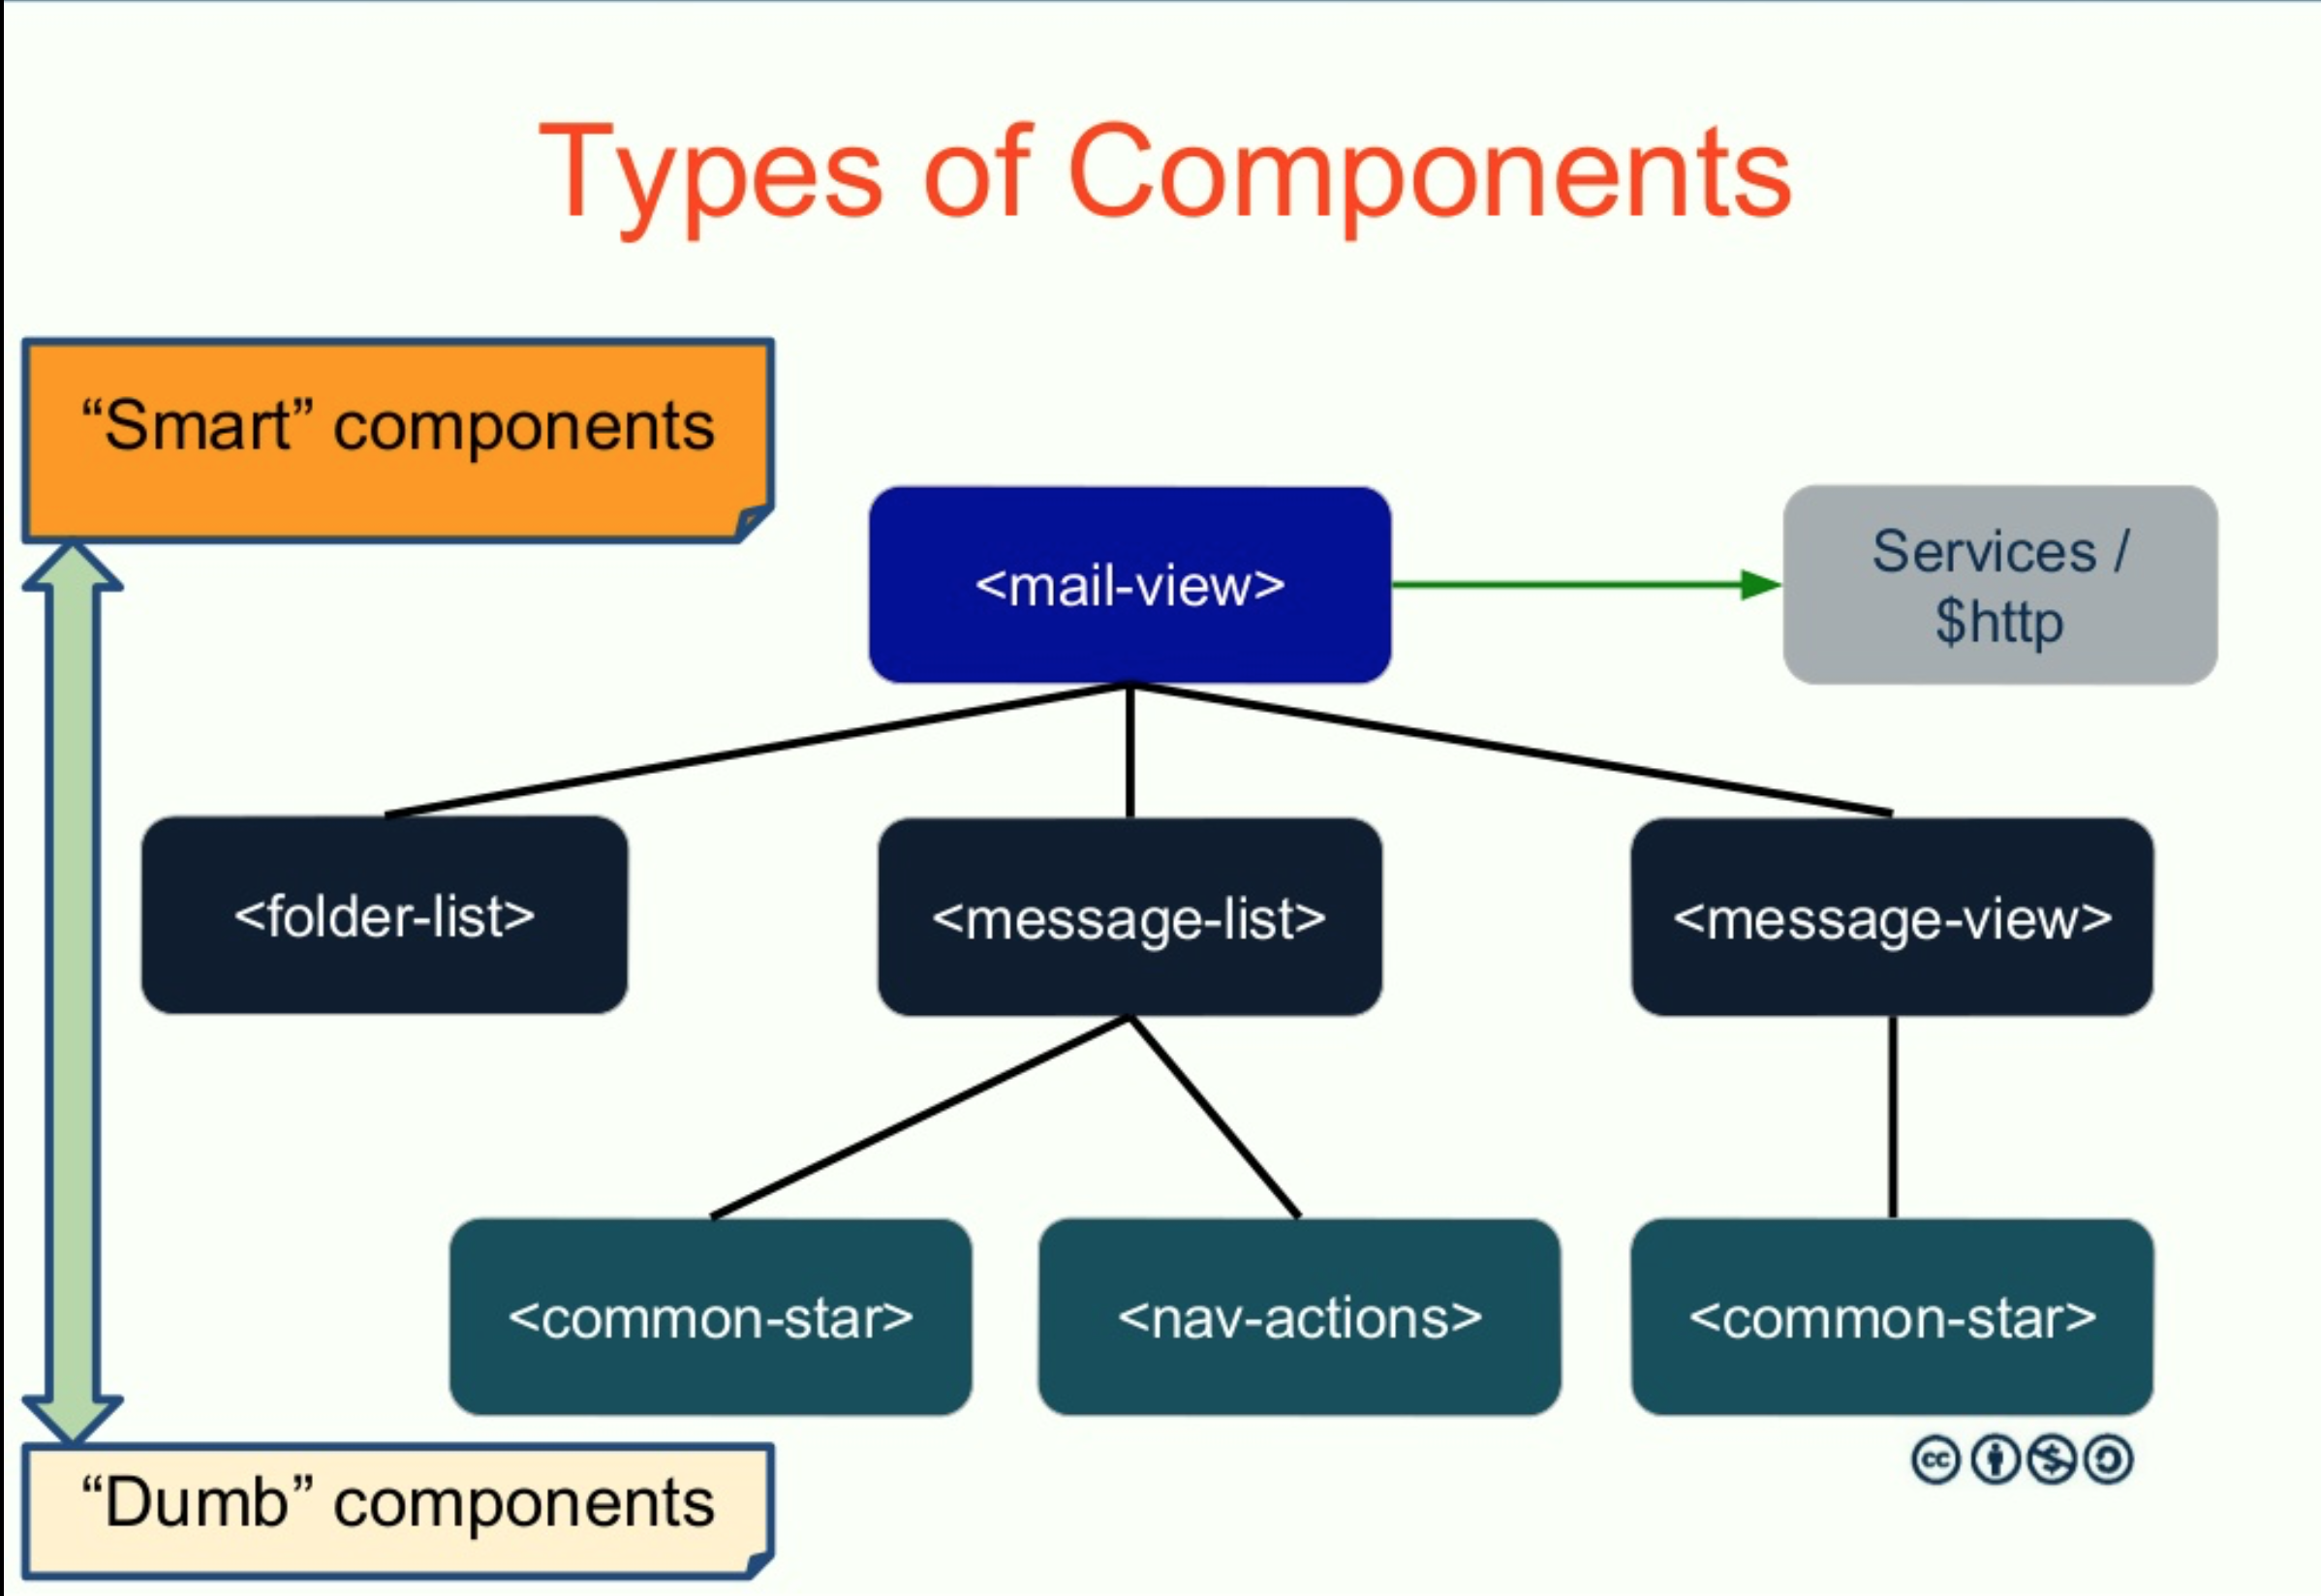 Types of Components
“Smart” components
<mail-view>
Services /
$http
<folder-list>
<message-list>
<message-view>
<common-star>
<nav-actions>
<common-star>
“Dumb” components
cc